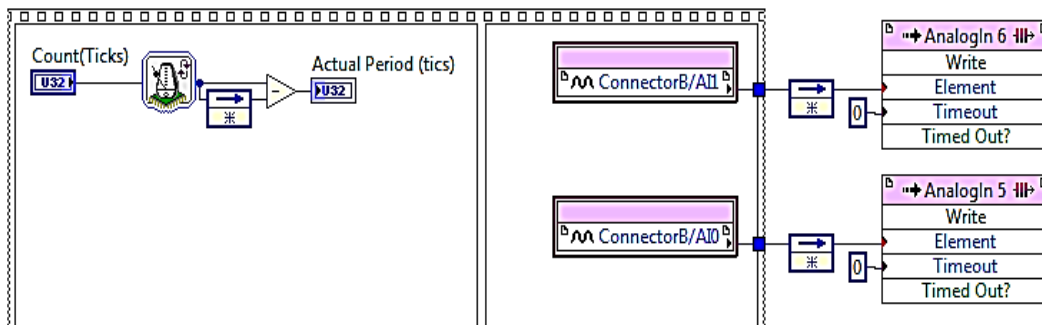 Count(Ticks)
U32
Actual Period (tics)
U32
ConnectorB/AI1
AnalogIn 6
Write
Element
0
Timeout
Timed Out?
ConnectorB/AI0
AnalogIn 5
Write
Element
0
Timeout
Timed Out?